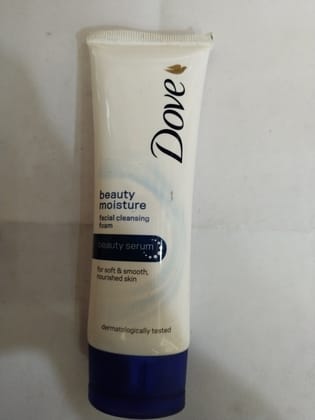 Dove
beauty
moisture
facial cleansing
foam
beauty serum
for soft & smooth,
nourished skin
dermatologically tested